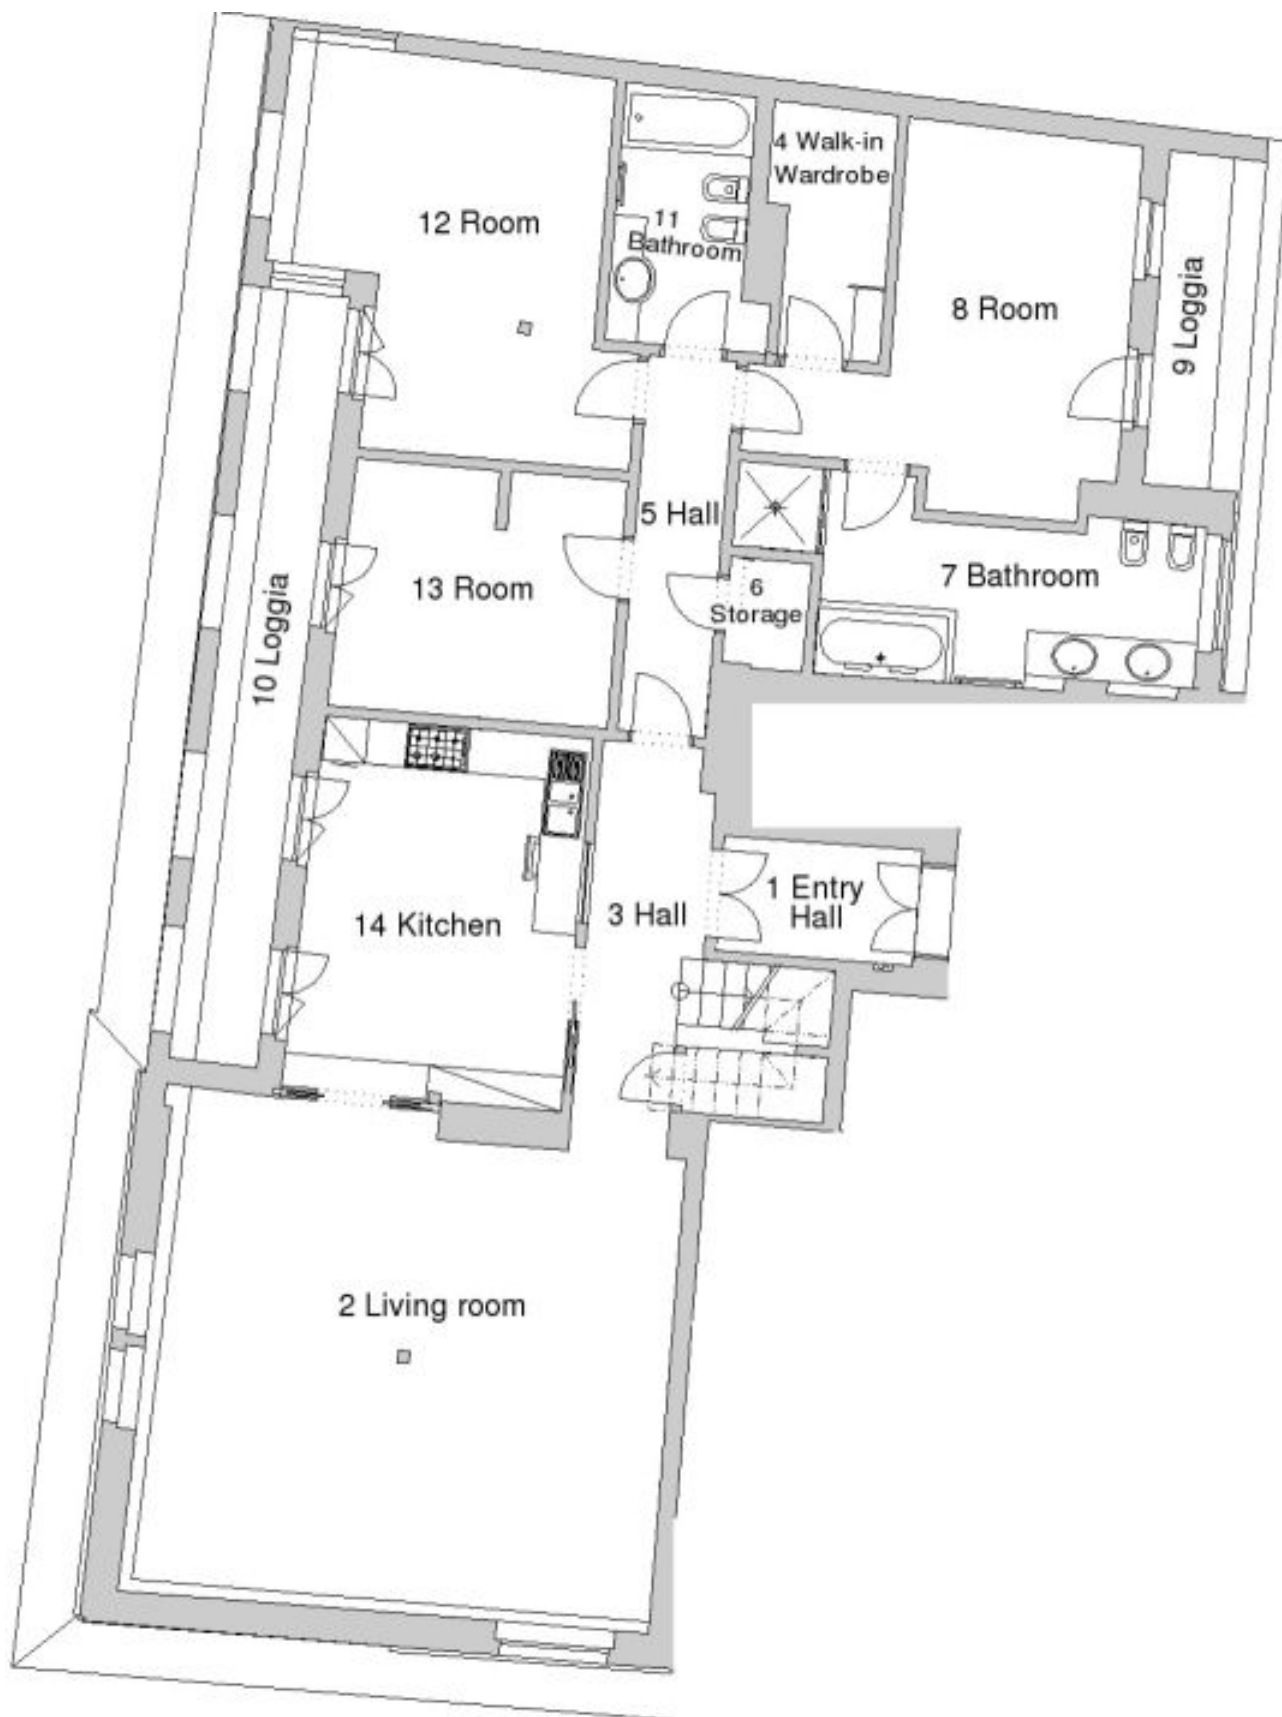 4 Walk-in
Wardrobe
12 Room
11
Bathroom
8 Room
9 Loggia
5 Hall
13 Room
6
Storage
7 Bathroom
10 Loggia
14 Kitchen
3 Hall
1 Entry
Hall
2 Living room